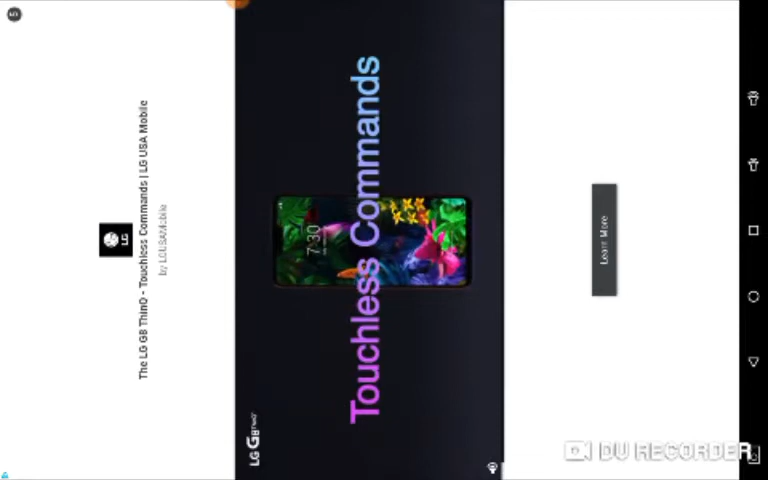 5
LG
The LG G8 ThinQ - Touchless Commands | LG USA Mobile
by LGUSAMobile
Touchless Commands
7:30
LG G8 ThinQ
Learn More
DU RECORDER